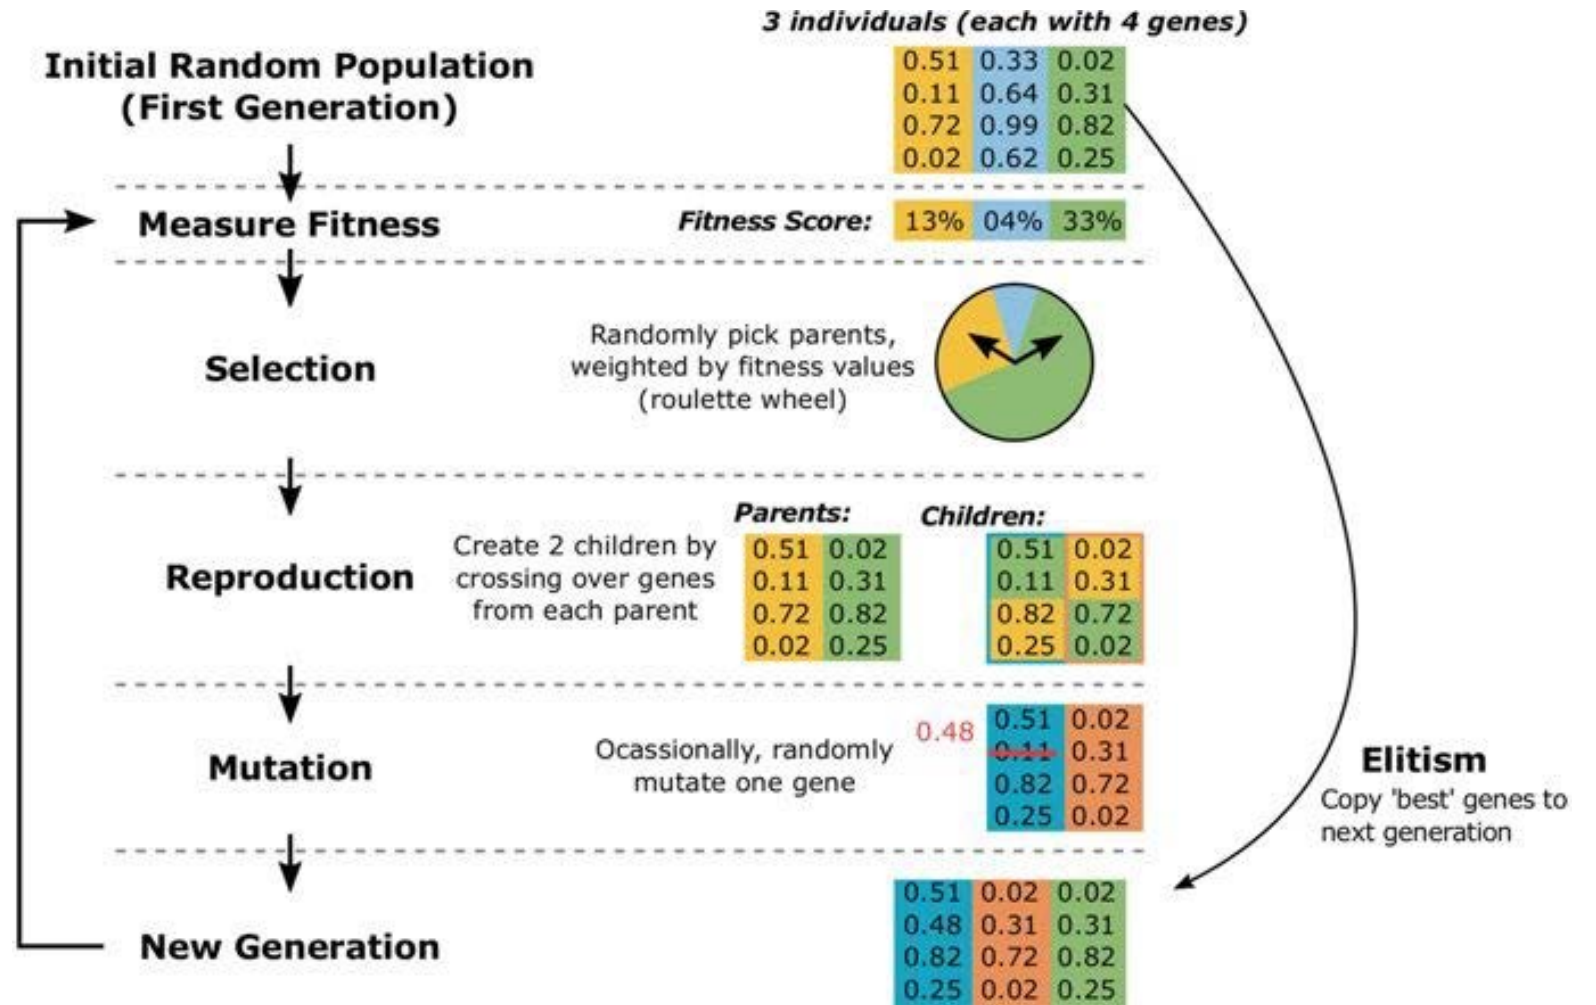 3 individuals (each with 4 genes)
Initial Random Population
(First Generation)
0.51 0.33 0.02
0.11 0.64 0.31
0.72 0.99 0.82
0.02 0.62 0.25
Measure Fitness
Fitness Score: 13% 04% 33%
Selection
Randomly pick parents,
weighted by fitness values
(roulette wheel)
Reproduction
Create 2 children by
crossing over genes
from each parent
Parents:
0.51 0.02
0.11 0.31
0.72 0.82
0.02 0.25
Children:
0.51 0.02
0.11 0.31
0.82 0.72
0.25 0.02
Mutation
Ocassionally, randomly
mutate one gene
0.48
0.51 0.02
0.11 0.31
0.82 0.72
0.25 0.02
Elitism
Copy 'best' genes to
next generation
New Generation
0.51 0.02 0.02
0.48 0.31 0.31
0.82 0.72 0.82
0.25 0.02 0.25